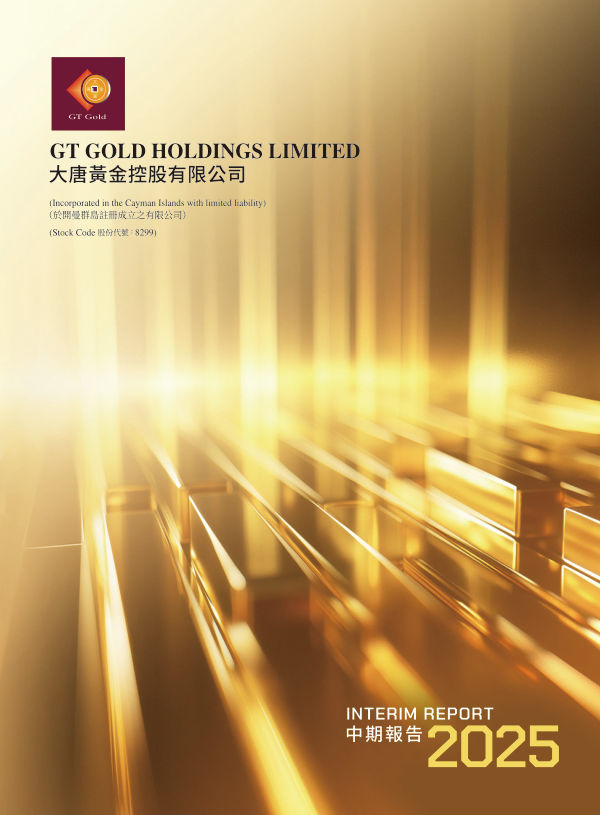 GT Gold
GT GOLD HOLDINGS LIMITED
大唐黃金控股有限公司
(Incorporated in the Cayman Islands with limited liability)
(於開曼群島註冊成立之有限公司)
(Stock Code 股份代號：8299)
INTERIM REPORT
中期報告 2025